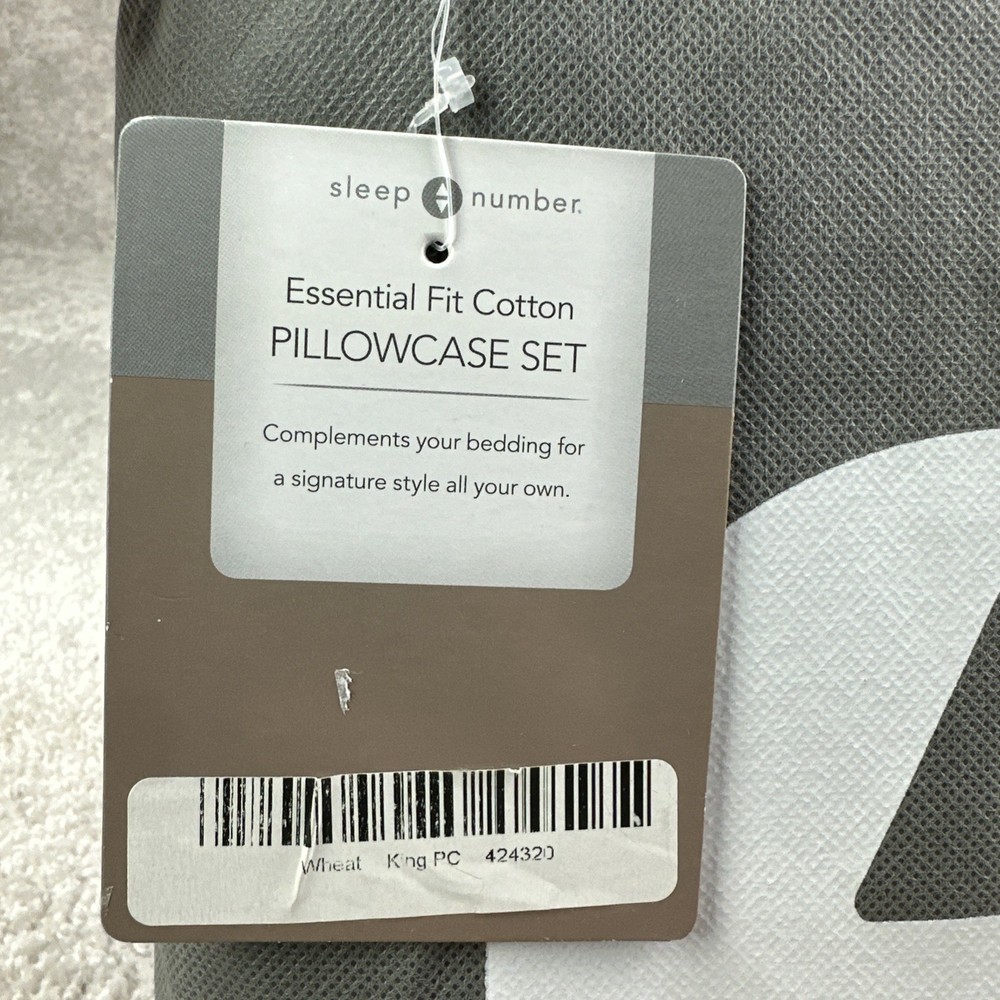 sleep number.
Essential Fit Cotton
PILLOWCASE SET
Complements your bedding for
a signature style all your own.
Wheat King PC 424320